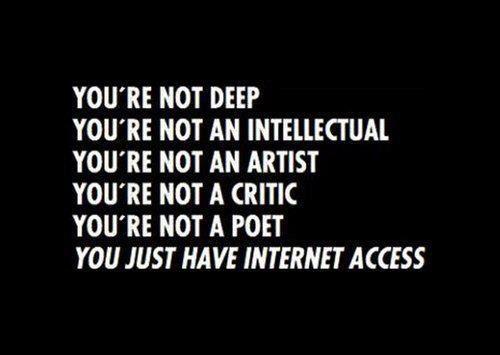 YOU´RE NOT DEEP
YOU´RE NOT AN INTELLECTUAL
YOU´RE NOT AN ARTIST
YOU´RE NOT A CRITIC
YOU´RE NOT A POET
YOU JUST HAVE INTERNET ACCESS